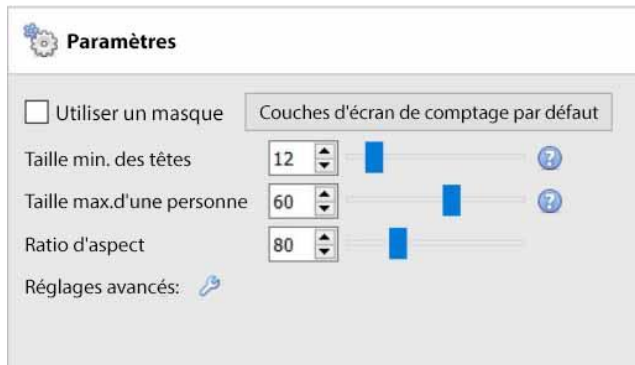 Paramètres
Utiliser un masque Couches d'écran de comptage par défaut
Taille min. des têtes 12
Taille max.d'une personne 60
Ratio d'aspect 80
Réglages avancés: